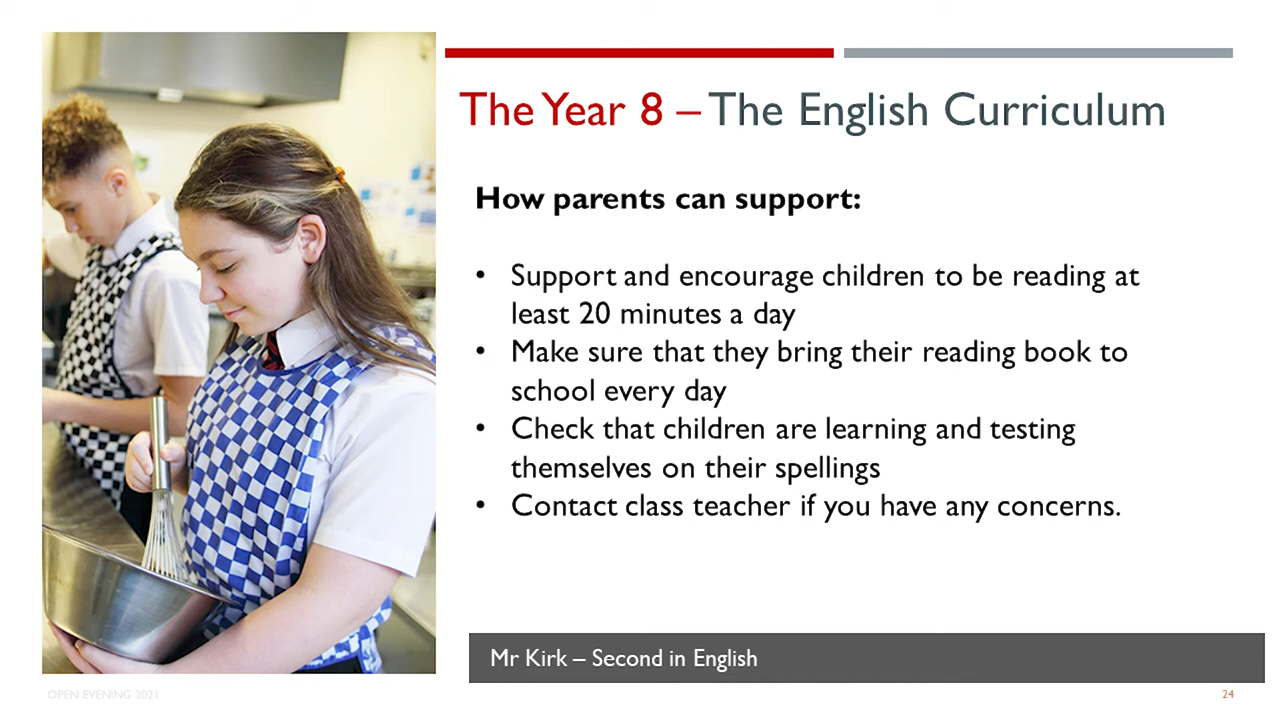 The Year 8 – The English Curriculum
How parents can support:
• Support and encourage children to be reading at
least 20 minutes a day
• Make sure that they bring their reading book to
school every day
• Check that children are learning and testing
themselves on their spellings
• Contact class teacher if you have any concerns.
Mr Kirk – Second in English
OPEN EVENING 2021
24